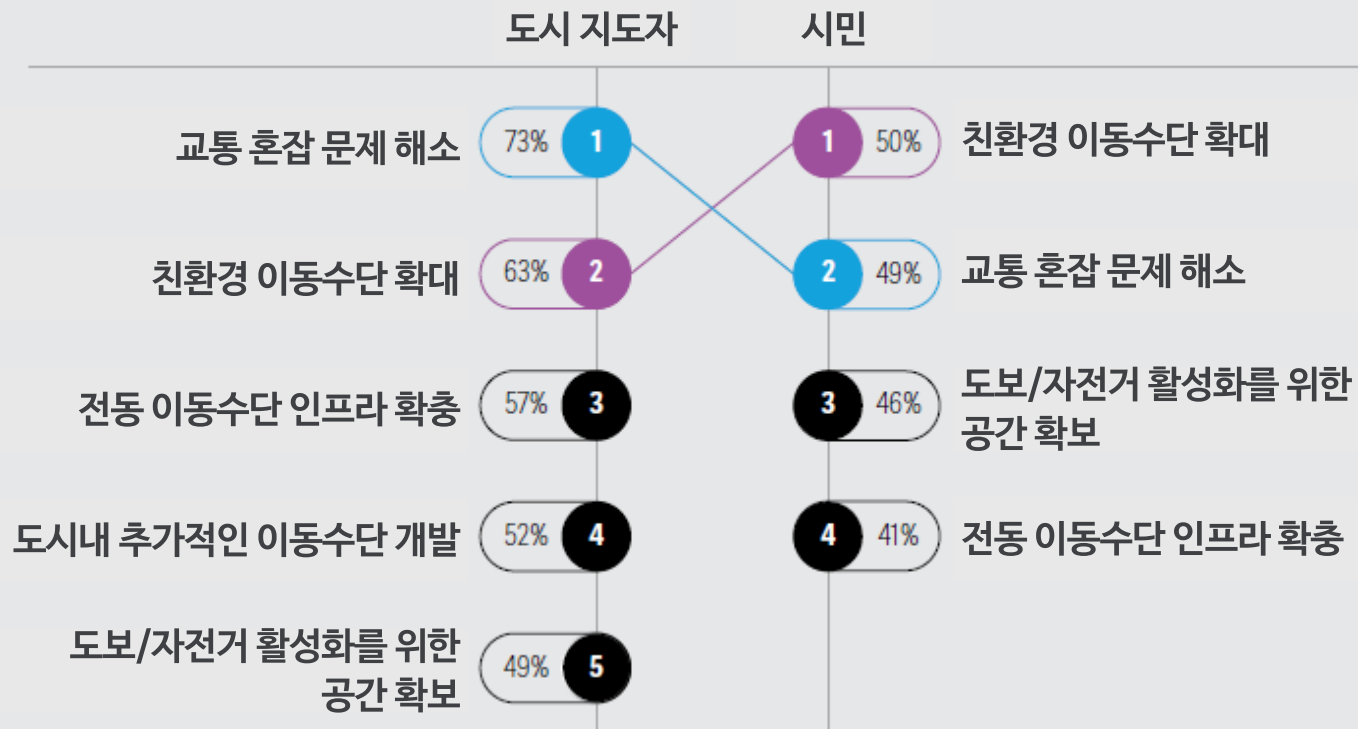 도시 지도자 시민
교통 혼잡 문제 해소 73% 1 1 50% 친환경 이동수단 확대
친환경 이동수단 확대 63% 2 2 49% 교통 혼잡 문제 해소
전동 이동수단 인프라 확충 57% 3 3 46% 도보/자전거 활성화를 위한
공간 확보
도시내 추가적인 이동수단 개발 52% 4 4 41% 전동 이동수단 인프라 확충
도보/자전거 활성화를 위한
공간 확보 49% 5